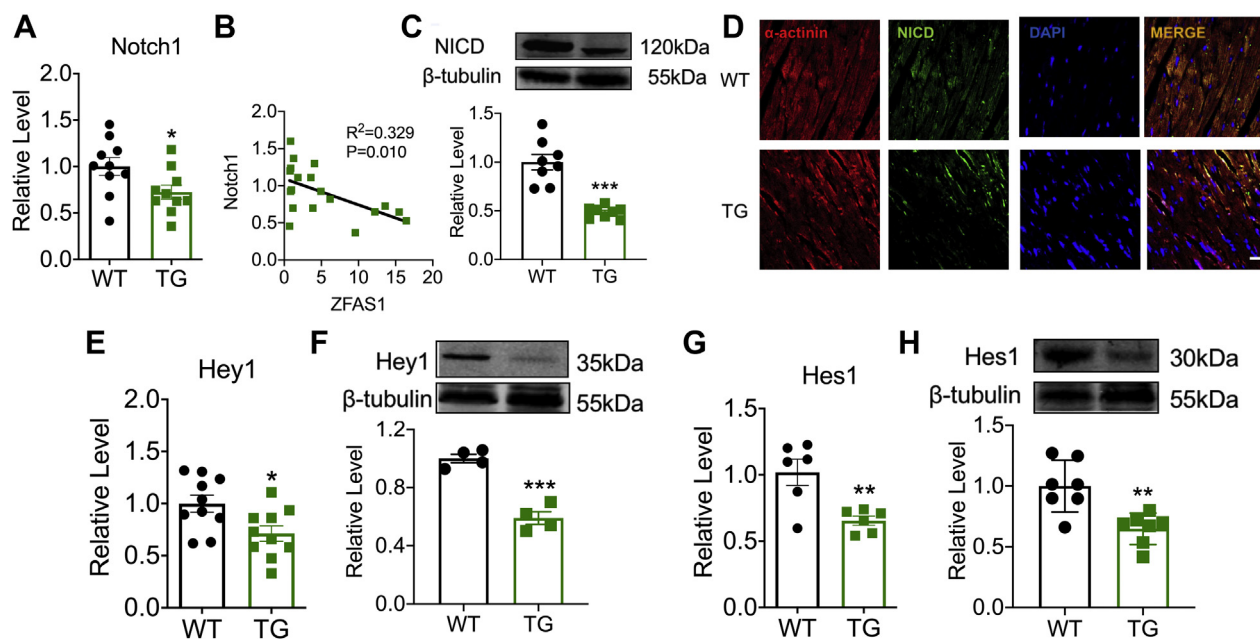 A
Notch1
Relative Level
2.0
1.5
1.0
0.5
0.0
*
WT
TG
B
Notch1
2.0
1.5
1.0
0.5
0.0
R²=0.329
P=0.010
0
5
10
15
20
ZFAS1
C
NICD
120kDa
β-tubulin
55kDa
Relative Level
1.5
1.0
0.5
0.0
***
WT
TG
D
α-actinin
NICD
DAPI
MERGE
WT
TG
E
Hey1
Relative Level
2.0
1.5
1.0
0.5
0.0
*
WT
TG
F
Hey1
35kDa
β-tubulin
55kDa
Relative Level
1.2
0.9
0.6
0.3
0.0
***
WT
TG
G
Hes1
Relative Level
1.5
1.0
0.5
0.0
**
WT
TG
H
Hes1
30kDa
β-tubulin
55kDa
Relative Level
1.5
1.0
0.5
0.0
**
WT
TG